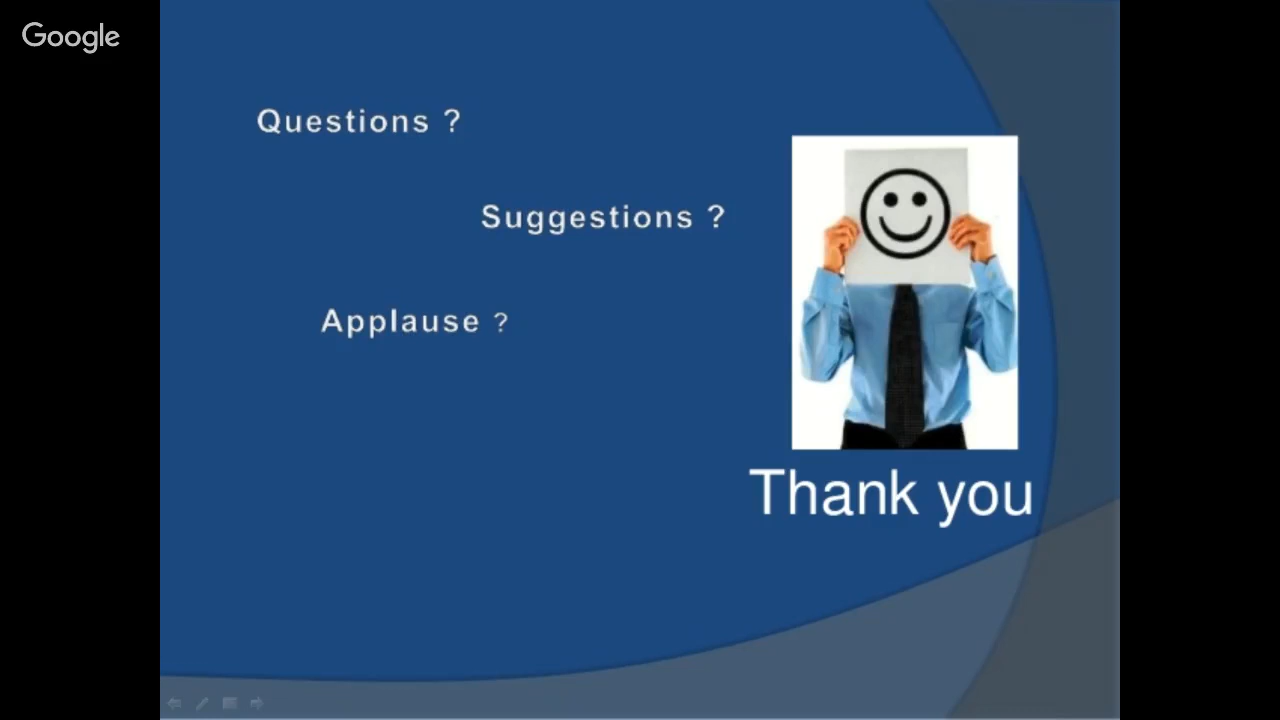 Google
Questions ?
Suggestions ?
Applause ?
Thank you